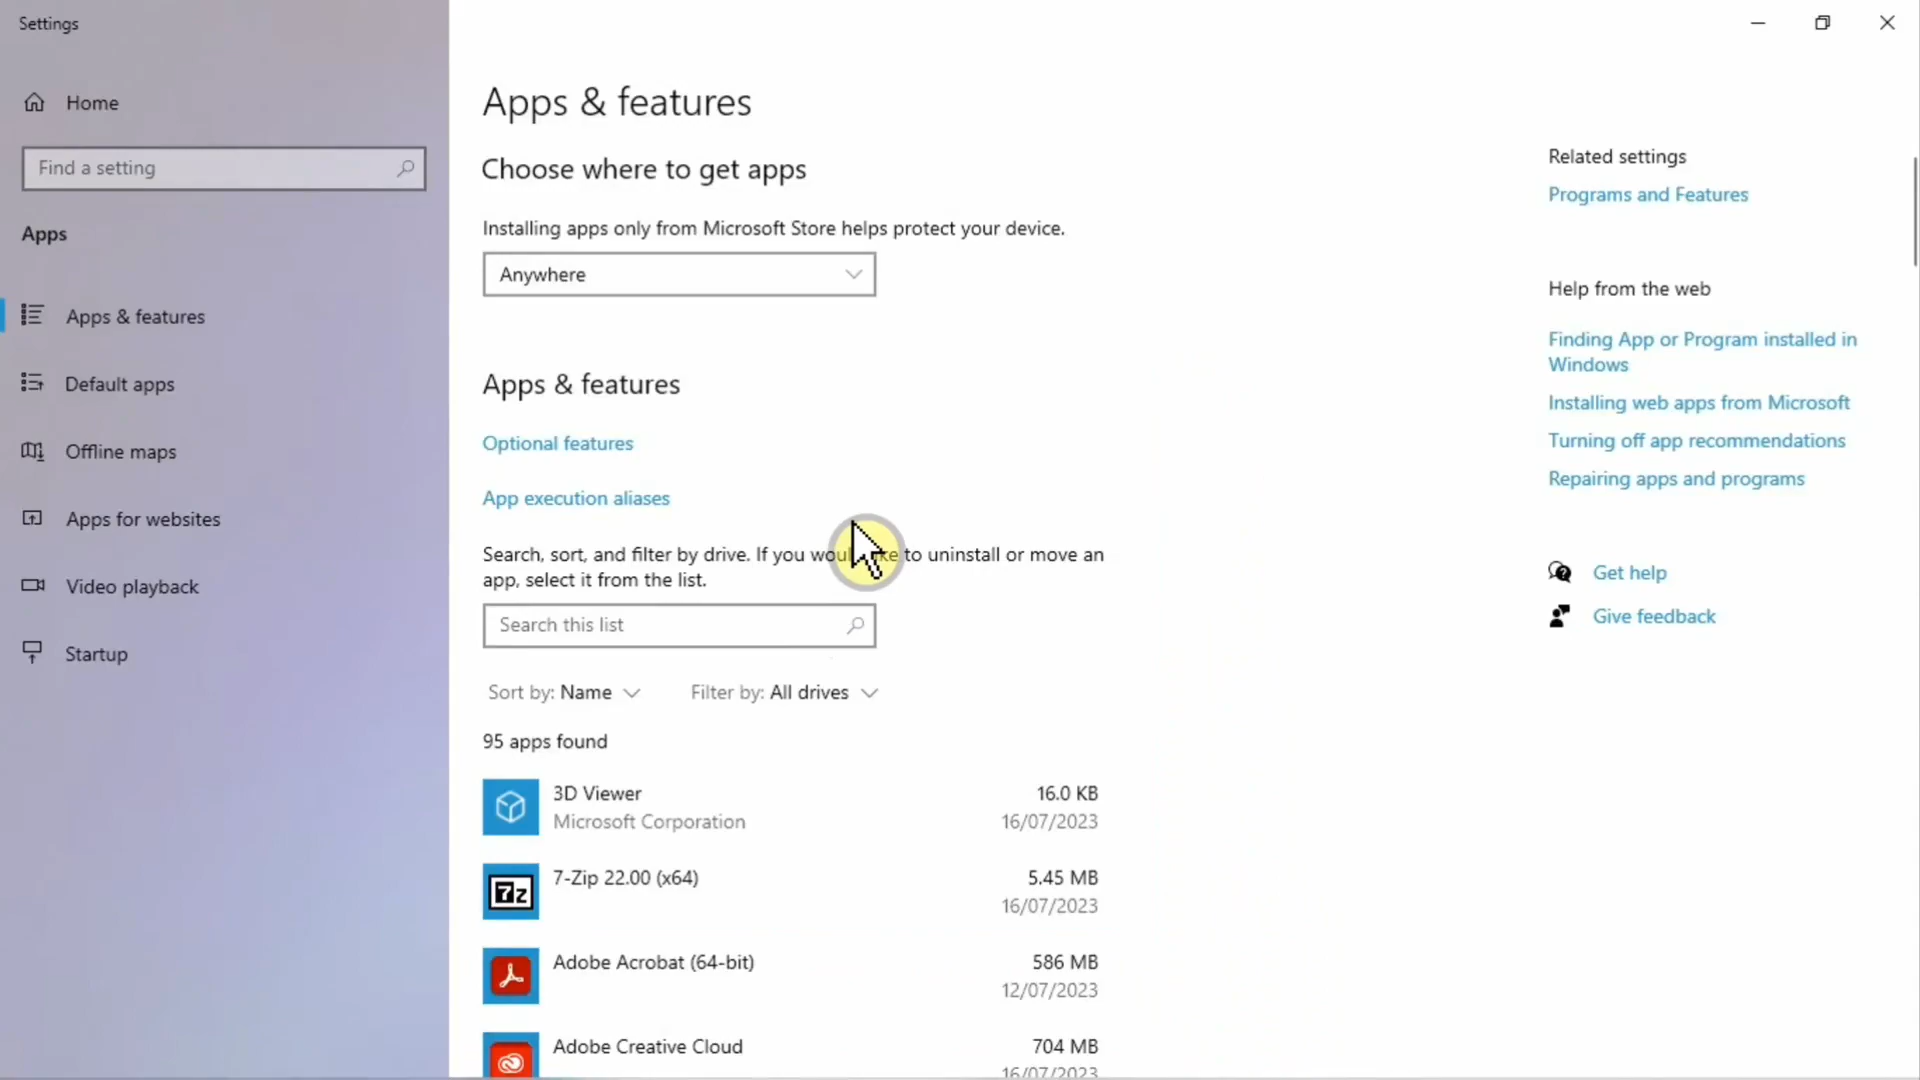 Settings
Home
Find a setting
Apps
Apps & features
Default apps
Offline maps
Apps for websites
Video playback
Startup
Apps & features
Choose where to get apps
Installing apps only from Microsoft Store helps protect your device.
Anywhere
Apps & features
Optional features
App execution aliases
Search, sort, and filter by drive. If you would like to uninstall or move an
app, select it from the list.
Search this list
Sort by: Name Filter by: All drives
95 apps found
3D Viewer 16.0 KB
Microsoft Corporation 16/07/2023
7-Zip 22.00 (x64) 5.45 MB
16/07/2023
7z
Adobe Acrobat (64-bit) 586 MB
12/07/2023
Adobe Creative Cloud 704 MB
16/07/2023
Related settings
Programs and Features
Help from the web
Finding App or Program installed in
Windows
Installing web apps from Microsoft
Turning off app recommendations
Repairing apps and programs
Get help
Give feedback